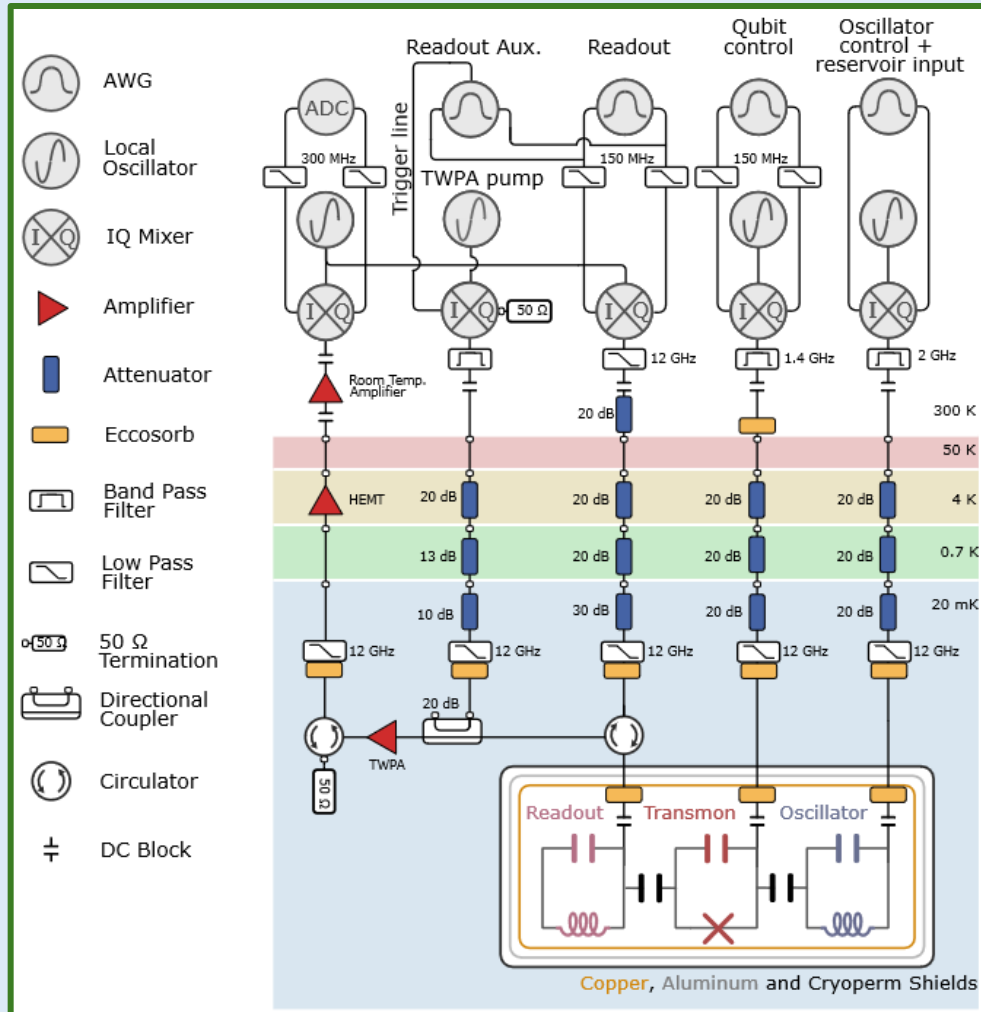 AWG
Local
Oscillator
IQ Mixer
I Q
Amplifier
Attenuator
Eccosorb
Band Pass
Filter
Low Pass
Filter
50 Ω
50 Ω
Termination
Directional
Coupler
Circulator
DC Block
Readout Aux.
Readout
Qubit
control
Oscillator
control +
reservoir input
ADC
300 MHz
Trigger line
TWPA pump
150 MHz
150 MHz
I Q
I Q
50 Ω
I Q
I Q
I Q
12 GHz
1.4 GHz
2 GHz
Room Temp.
Amplifier
20 dB
300 K
50 K
HEMT
20 dB
20 dB
20 dB
20 dB
4 K
13 dB
20 dB
20 dB
20 dB
0.7 K
10 dB
30 dB
20 dB
20 dB
20 mK
12 GHz
12 GHz
12 GHz
12 GHz
12 GHz
20 dB
TWPA
50 Ω
Readout
Transmon
Oscillator
Copper, Aluminum and Cryoperm Shields